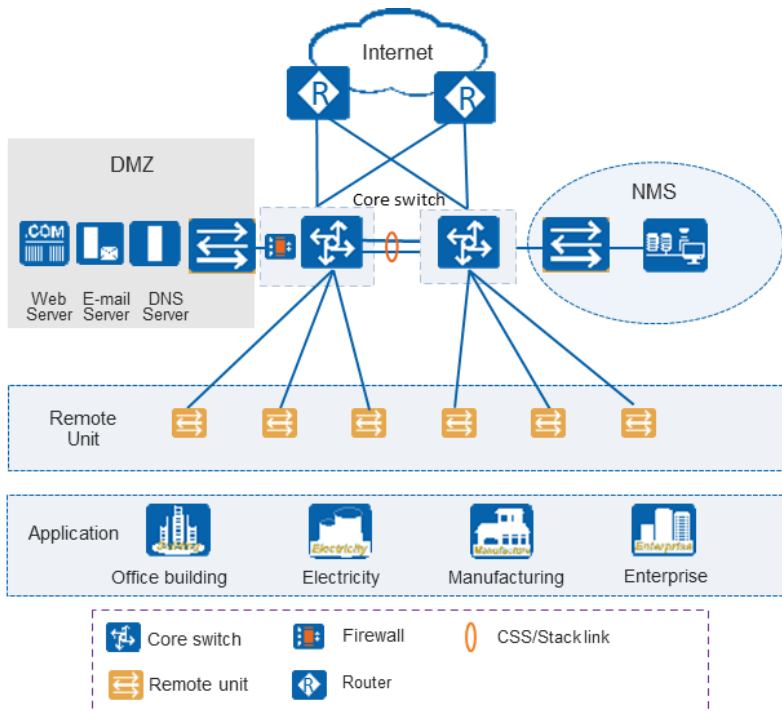 Internet
R
R
DMZ
Core switch
NMS
.COM
Web
Server
E-mail
Server
DNS
Server
Remote
Unit
Application
Building
Electricity
Manufacture
Enterprise
Office building
Electricity
Manufacturing
Enterprise
Core switch
Firewall
CSS/Stack link
Remote unit
R
Router